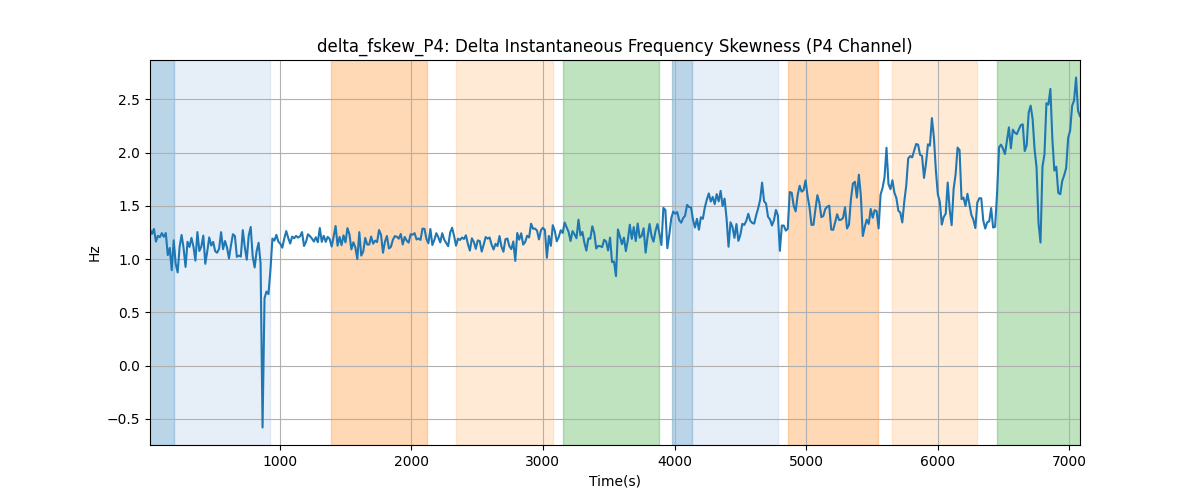 delta_fskew_P4: Delta Instantaneous Frequency Skewness (P4 Channel)
2.5
2.0
1.5
1.0
0.5
0.0
−0.5
Hz
1000 2000 3000 4000 5000 6000 7000
Time(s)